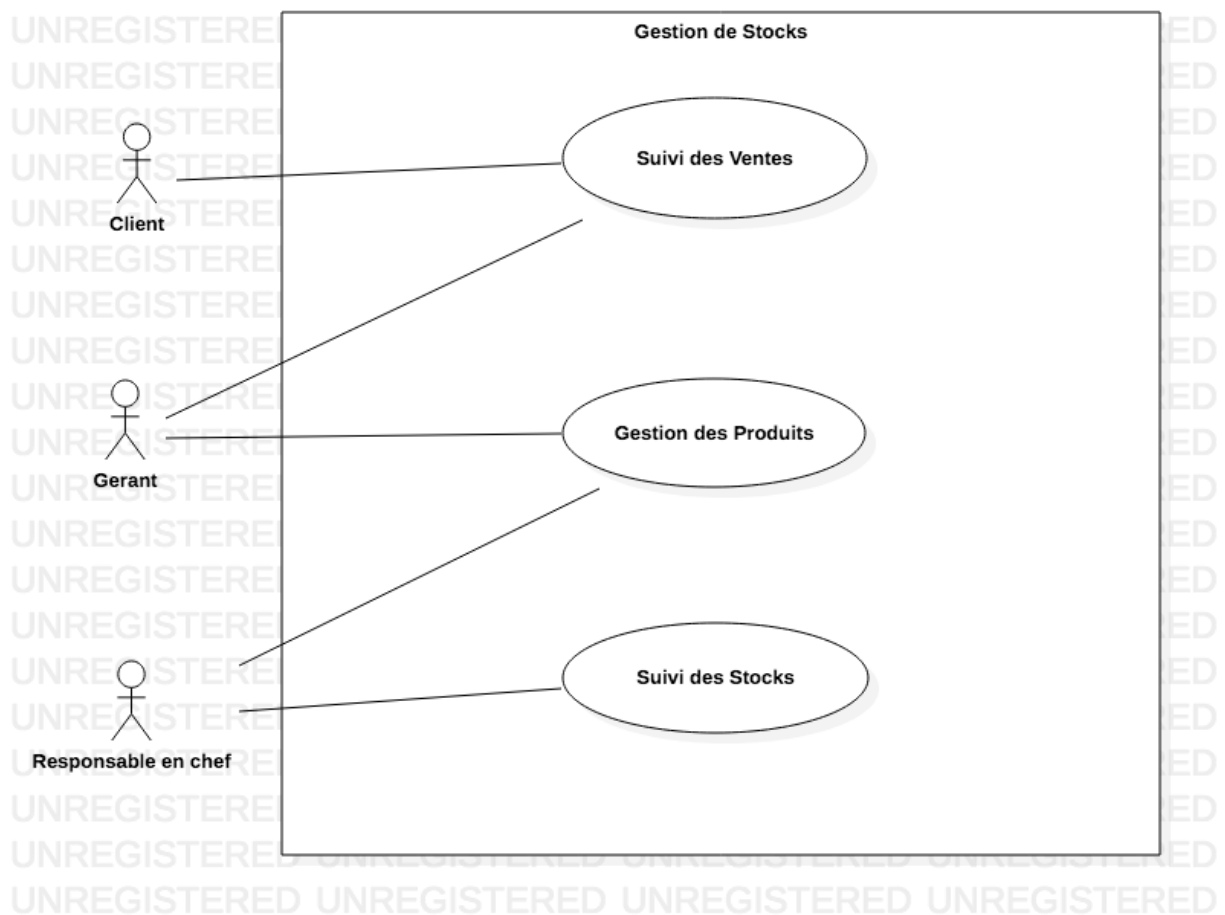 Gestion de Stocks
Suivi des Ventes
Client
Gestion des Produits
Gerant
Suivi des Stocks
Responsable en chef
UNREGISTERED UNREGISTERED UNREGISTERED UNREGISTERED